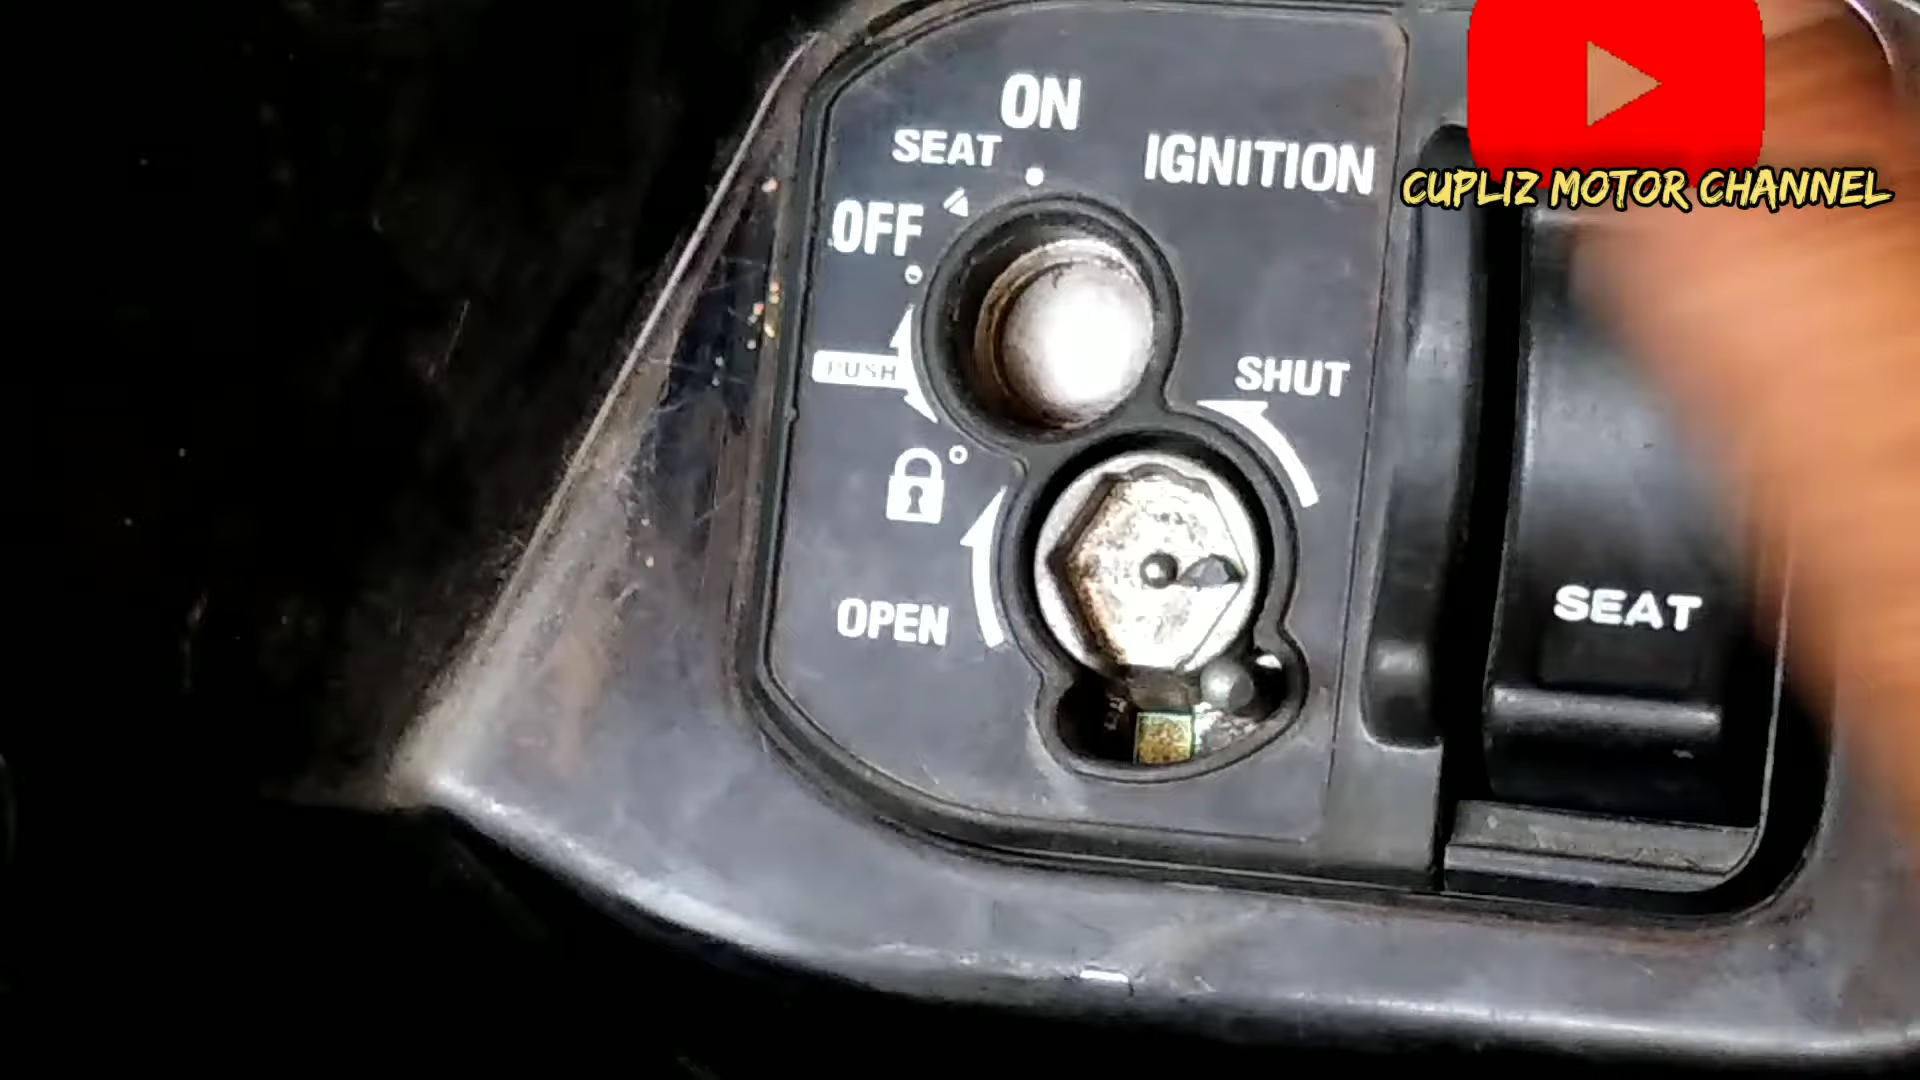 ON
SEAT
IGNITION
OFF
PUSH
SHUT
OPEN
SEAT
CUPLIZ MOTOR CHANNEL